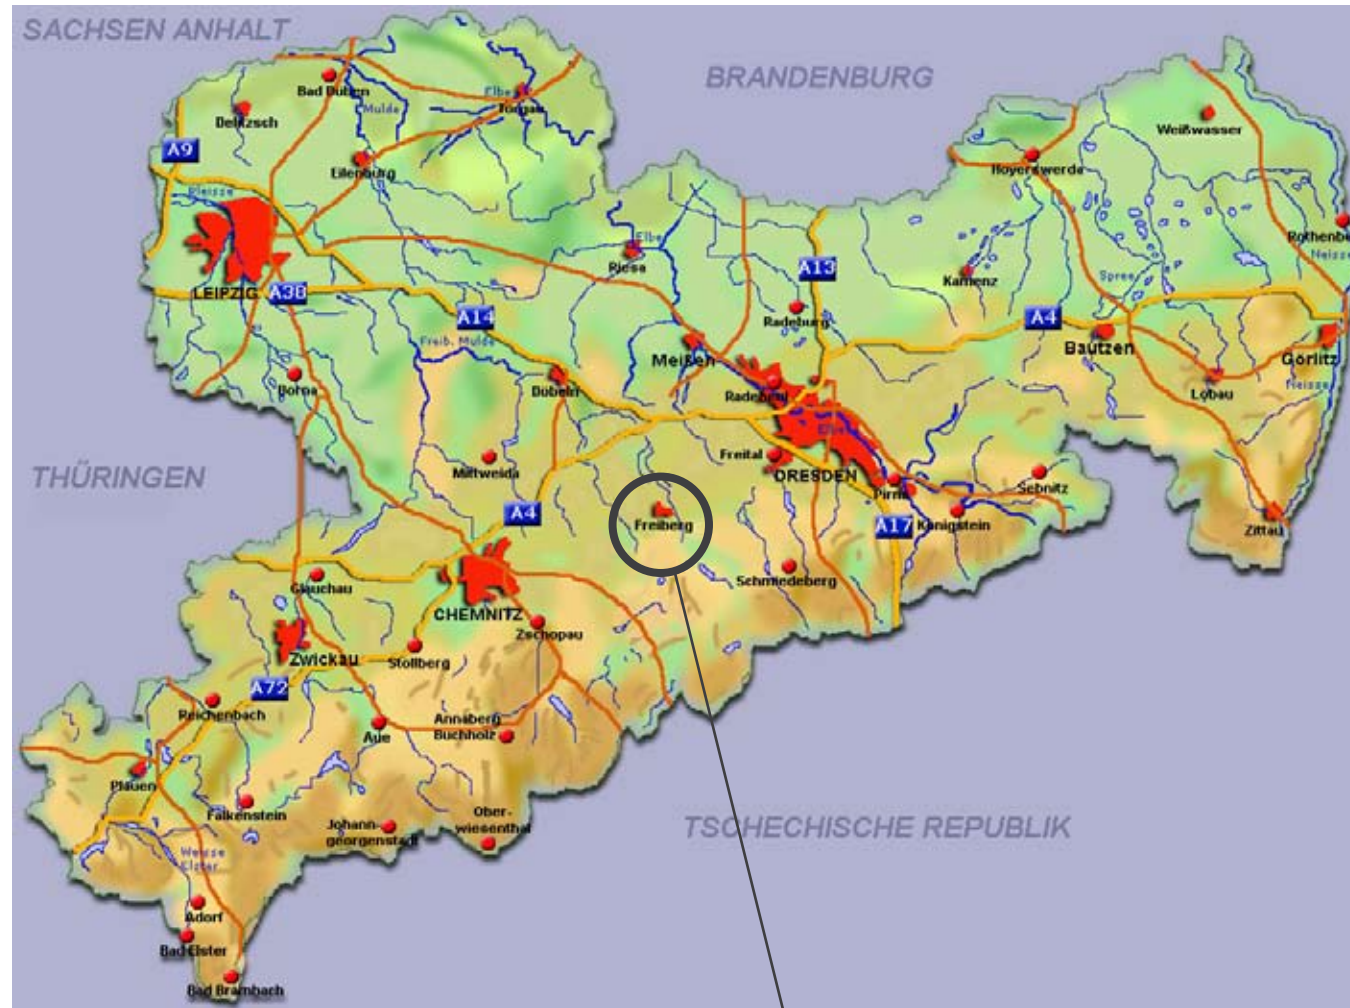 SACHSEN ANHALT
BRANDENBURG
Bad Düben
Elbe
Torgau
Mulde
Delitzsch
Weißwasser
A9
Eilenburg
Hoyerswerda
Pleisse
Elbe
Riesa
Neisse
A13
Kamenz
Spree
LEIPZIG
A38
A14
Radeburg
A4
Freib. Mulde
Meißen
Bautzen
Görlitz
Borna
Döbeln
Radebeul
Löbau
Neisse
Elbe
THÜRINGEN
Mittweida
Freital
DRESDEN
Sebnitz
Pirna
A4
Freiberg
A17
Königstein
Zittau
Schmiedeberg
Glauchau
CHEMNITZ
Zschopau
Zwickau
Stollberg
A72
Reichenbach
Aue
Annaberg
Buchholz
Plauen
Falkenstein
Johann-
georgenstadt
Ober-
wiesenthal
TSCHECHISCHE REPUBLIK
Weisse
Elster
Adorf
Bad Elster
Bad Brambach